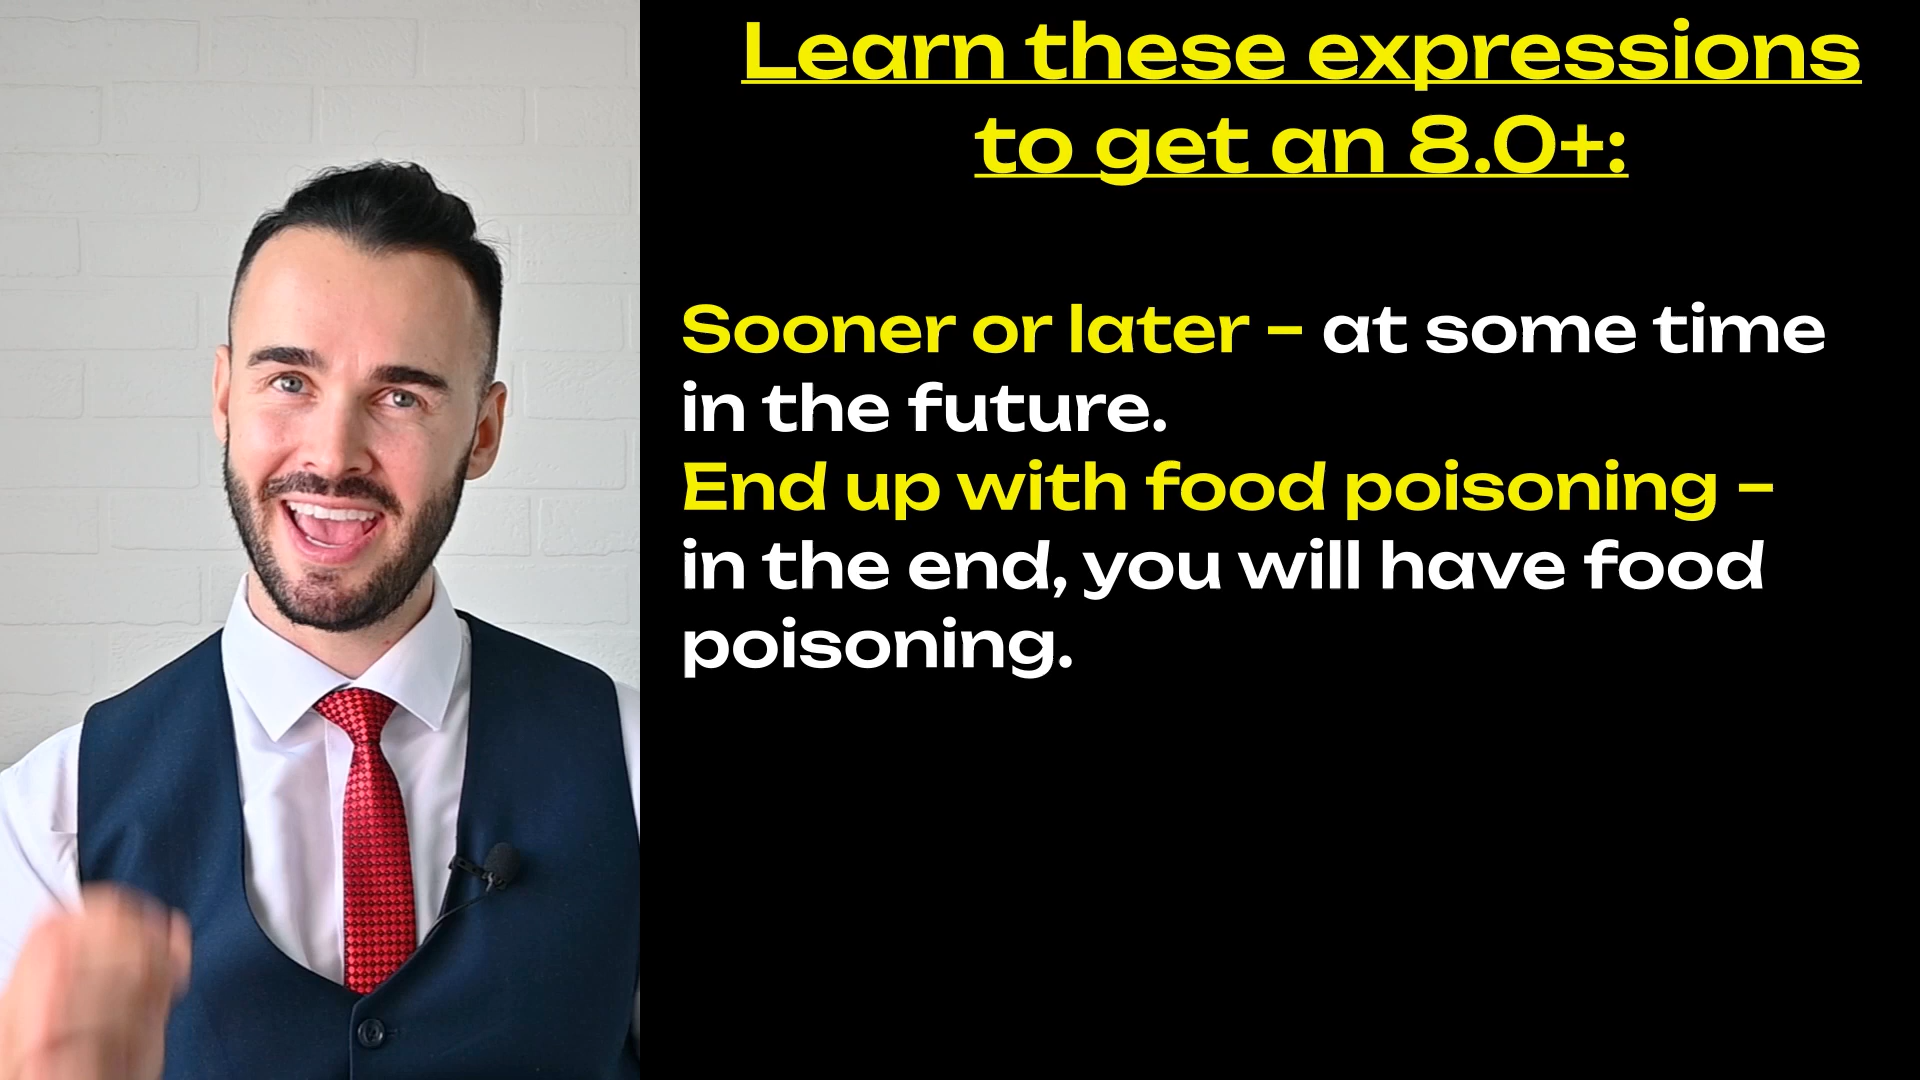 Learn these expressions
to get an 8.0+:
Sooner or later – at some time
in the future.
End up with food poisoning –
in the end, you will have food
poisoning.